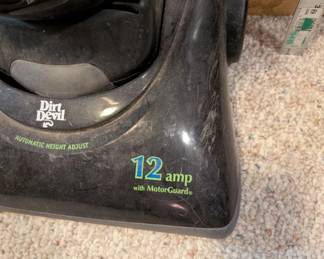 Dirt
Devil
AUTOMATIC HEIGHT ADJUST
12 amp
with MotorGuard®